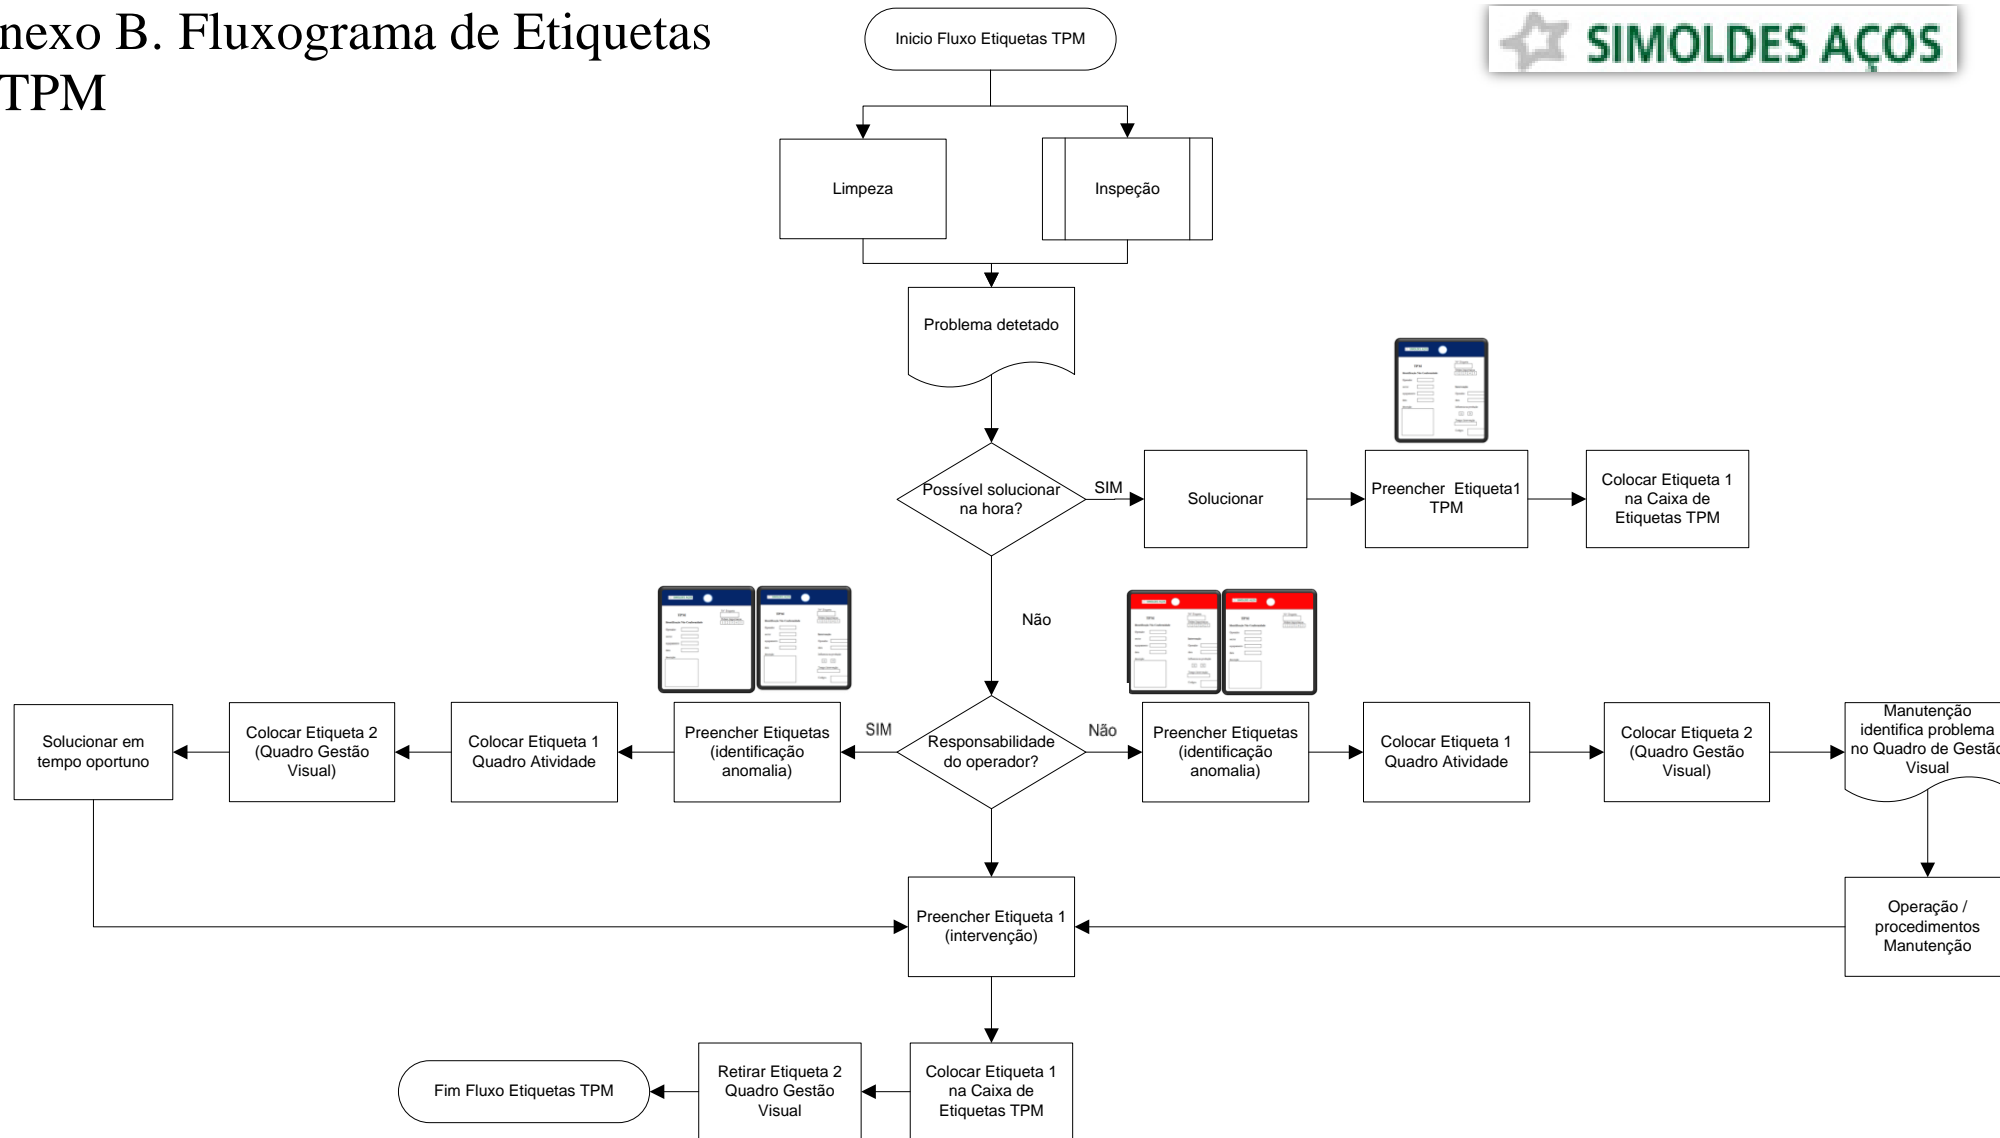 nexo B. Fluxograma de Etiquetas
TPM
Inicio Fluxo Etiquetas TPM
SIMOLDES AÇOS
Limpeza
Inspeção
Problema detetado
Possível solucionar
na hora?
SIM
Solucionar
Preencher Etiqueta1
TPM
Colocar Etiqueta 1
na Caixa de
Etiquetas TPM
Não
Solucionar em
tempo oportuno
Colocar Etiqueta 2
(Quadro Gestão
Visual)
Colocar Etiqueta 1
Quadro Atividade
Preencher Etiquetas
(identificação
anomalia)
SIM
Responsabilidade
do operador?
Não
Preencher Etiquetas
(identificação
anomalia)
Colocar Etiqueta 1
Quadro Atividade
Colocar Etiqueta 2
(Quadro Gestão
Visual)
Manutenção
identifica problema
no Quadro de Gestão
Visual
Preencher Etiqueta 1
(intervenção)
Operação /
procedimentos
Manutenção
Fim Fluxo Etiquetas TPM
Retirar Etiqueta 2
Quadro Gestão
Visual
Colocar Etiqueta 1
na Caixa de
Etiquetas TPM